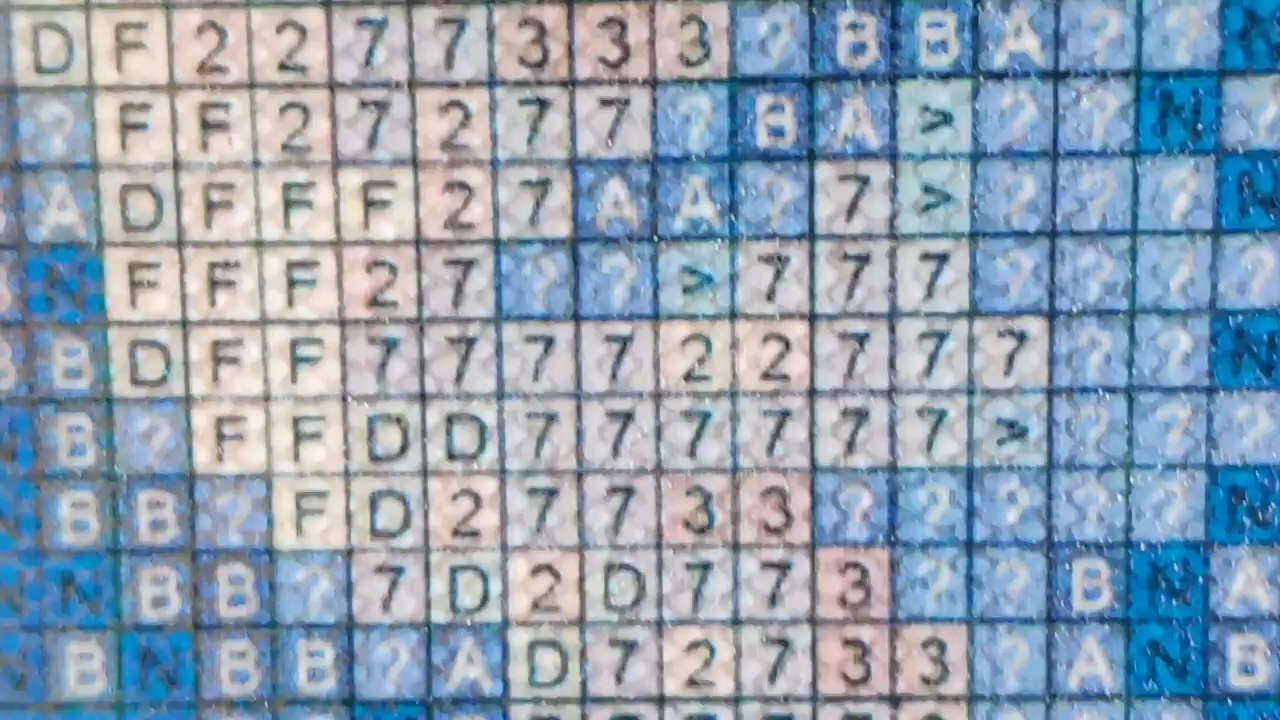 D F 2 2 7 7 3 3 3 ? B B A ? ? N
? F F 2 7 2 7 7 ? B A > ? ? N ?
A D F F F 2 7 A A ? 7 > ? ? ? N
N F F F 2 7 ? ? > 7 7 7 ? ? ? ?
B B D F F 7 7 7 7 2 2 7 7 7 ? ? N
B ? F F D D 7 7 7 7 7 7 > ? ? ?
N B B ? F D 2 7 7 3 3 ? ? ? ? ? N
N N B B ? 7 D 2 D 7 7 3 ? ? B N A
N B N B B ? A D 7 2 7 3 3 ? A N B